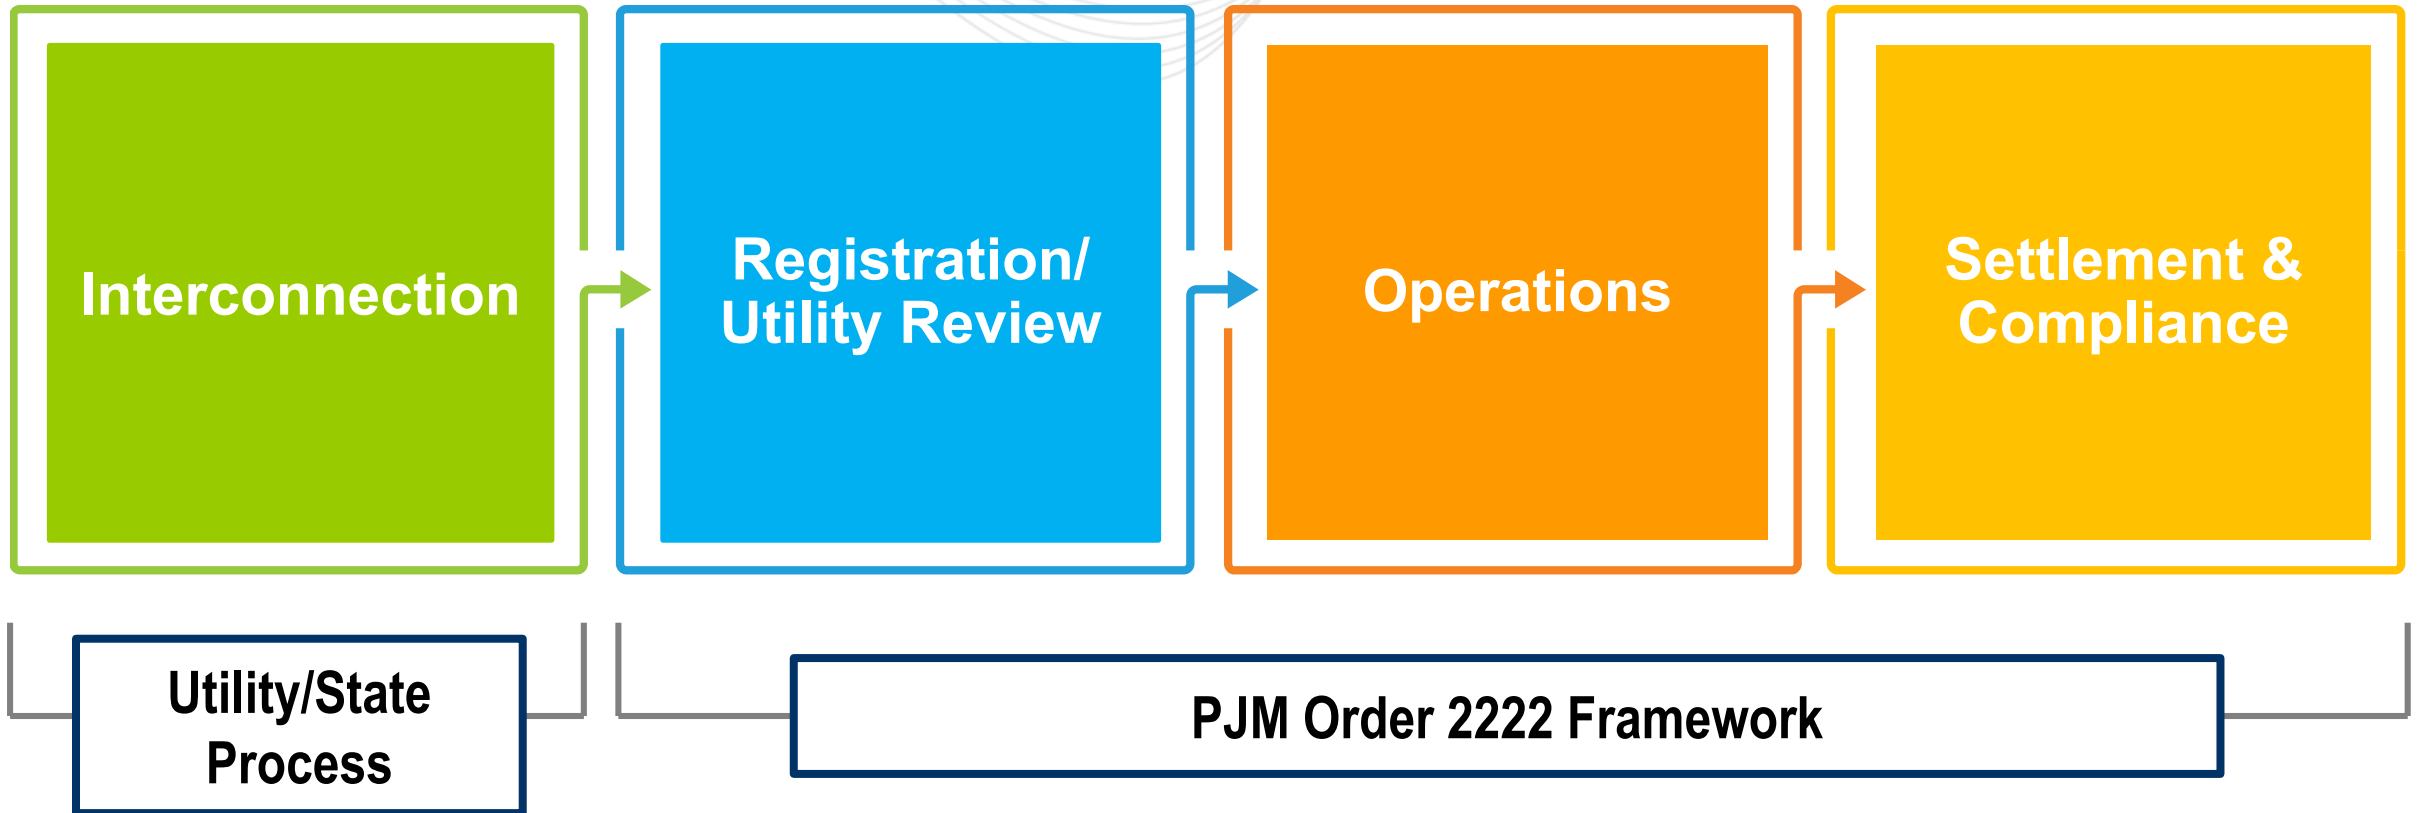 Interconnection
Registration/
Utility Review
Operations
Settlement &
Compliance
Utility/State
Process
PJM Order 2222 Framework